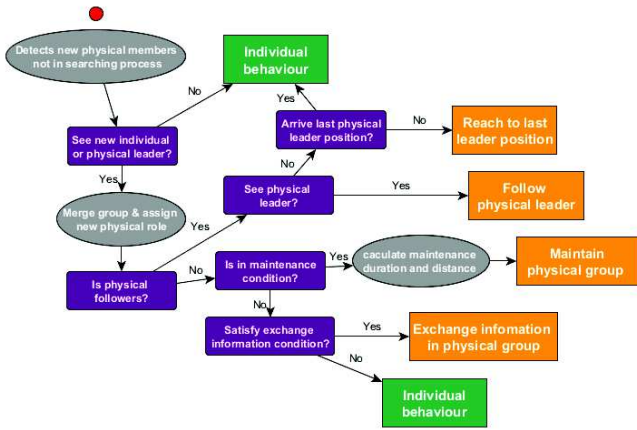 Detects new physical members
not in searching process
Individual
behaviour
No
Yes
Arrive last physical
leader position?
No
Reach to last
leader position
See new individual
or physical leader?
No
See physical
leader?
Yes
Follow
physical leader
Yes
Merge group & assign
new physical role
Yes
Is physical
followers?
No
Is in maintenance
condition?
Yes
caculate maintenance
duration and distance
Maintain
physical group
No
Satisfy exchange
information condition?
Yes
Exchange infomation
in physical group
No
Individual
behaviour